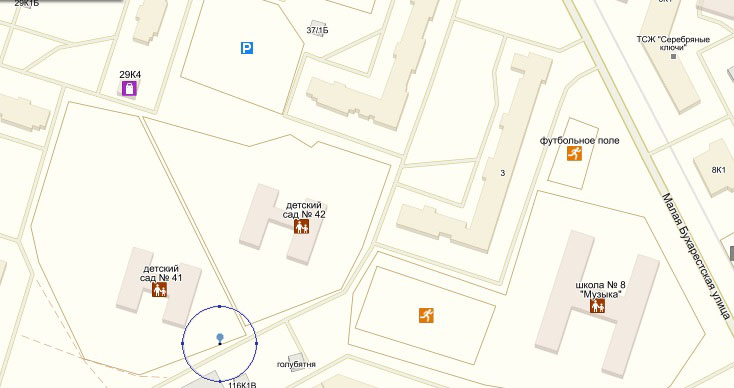 29К1Б
8К1
37/1Б
ТСЖ "Серебряные
ключи"
P
29К4
футбольное поле
3
8К1
детский
сад № 42
Малая Бухарестская улица
детский
сад № 41
школа № 8
"Музыка"
голубятня
116К1В